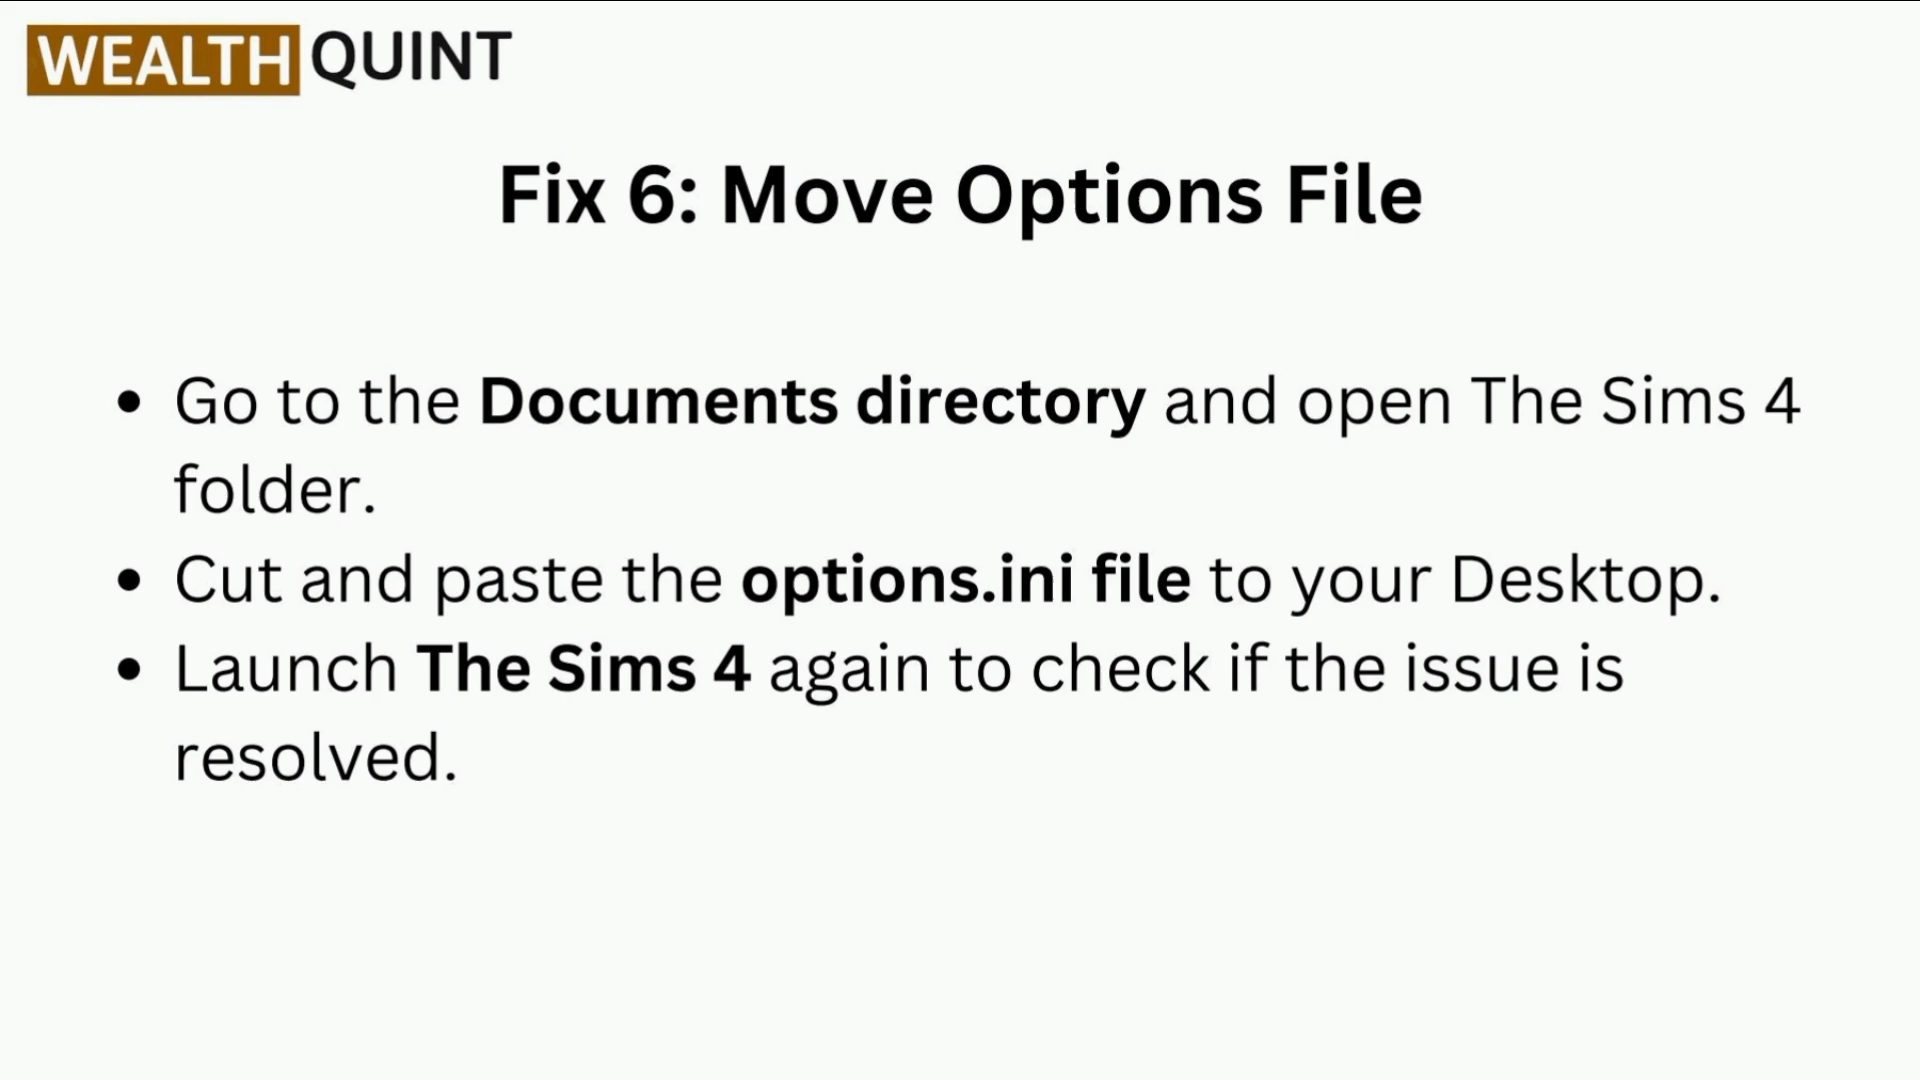 WEALTH QUINT
Fix 6: Move Options File
• Go to the Documents directory and open The Sims 4
folder.
• Cut and paste the options.ini file to your Desktop.
• Launch The Sims 4 again to check if the issue is
resolved.